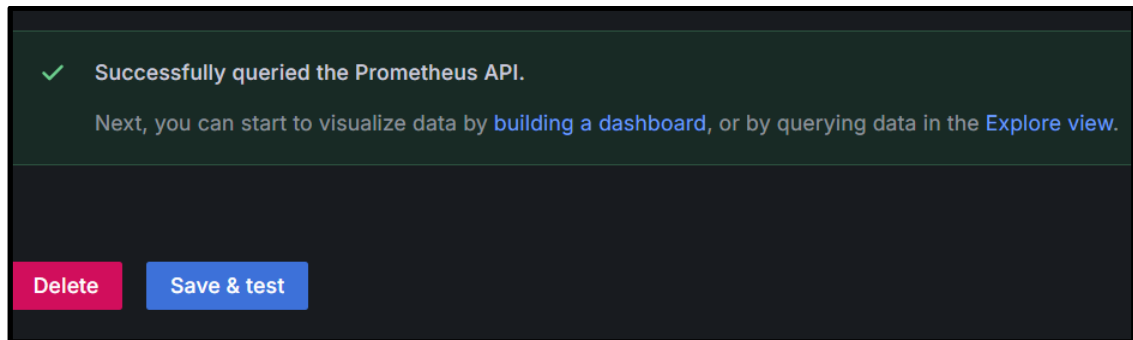 Successfully queried the Prometheus API.
Next, you can start to visualize data by building a dashboard, or by querying data in the Explore view.
Delete Save & test